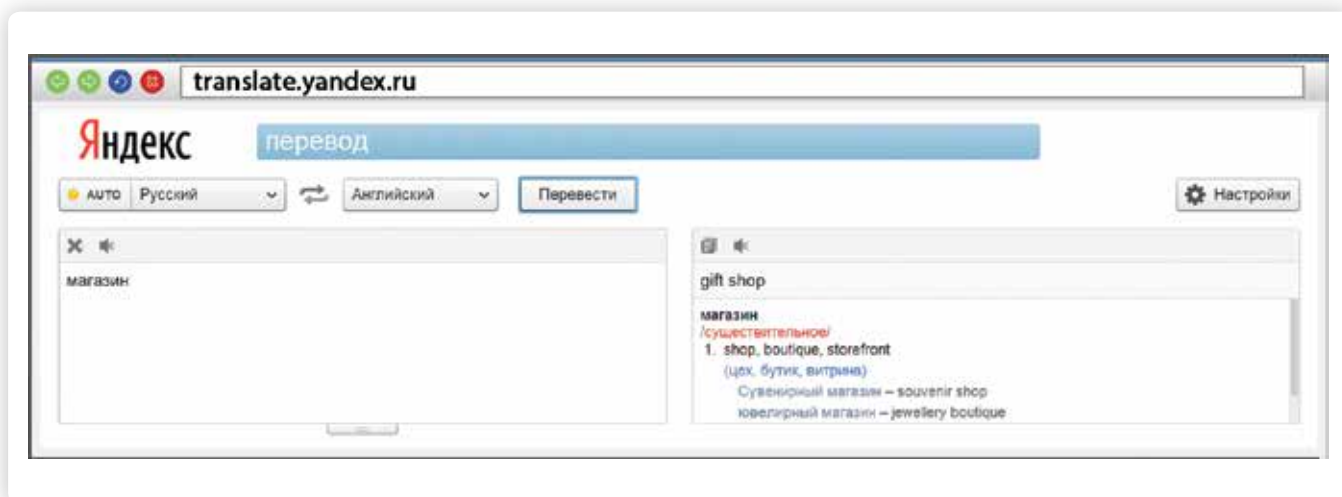 translate.yandex.ru
Яндекс перевод
AUTO Русский Английский Перевести Настройки
магазин
gift shop
магазин
/существительное/
1. shop, boutique, storefront
(цех, бутик, витрина)
Сувенирный магазин – souvenir shop
ювелирный магазин – jewellery boutique